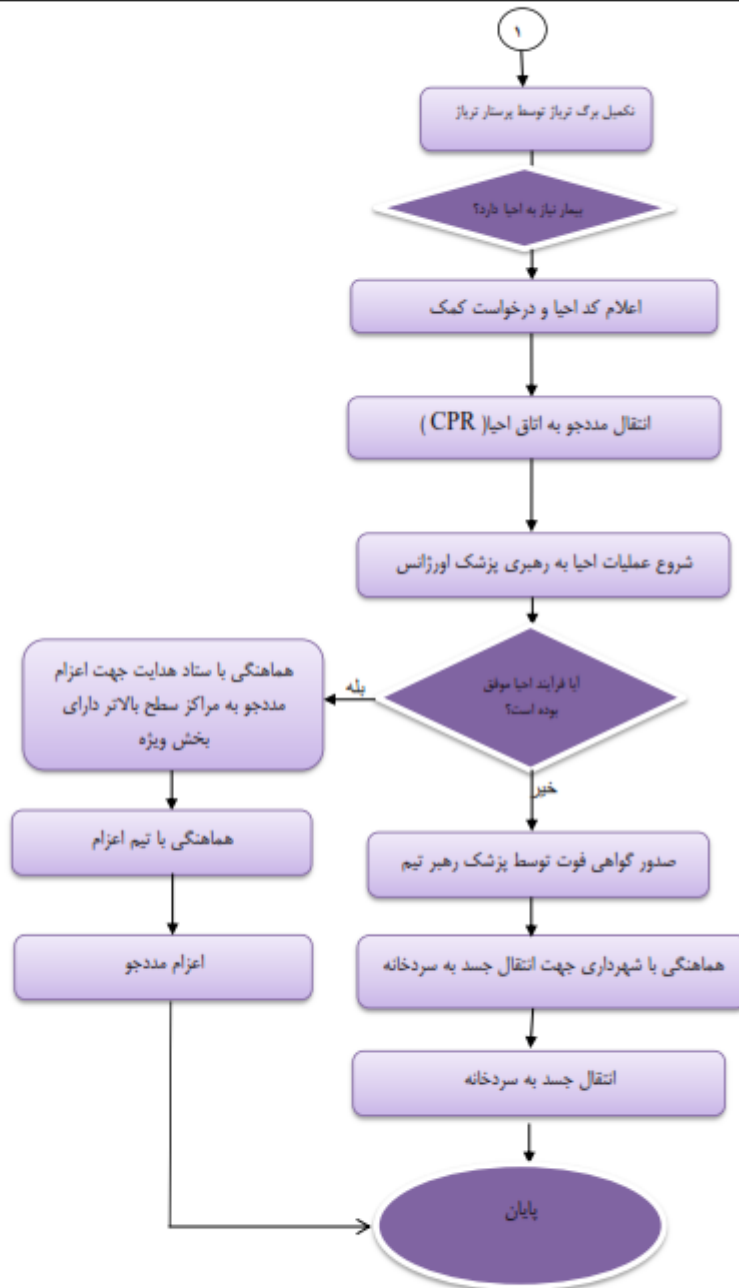 ۱
تکمیل برگ تریاژ توسط پرستار تریاژ
بیمار نیاز به احیا دارد؟
اعلام کد احیا و درخواست کمک
انتقال مددجو به اتاق احیا( CPR )
شروع عملیات احیا به رهبری پزشک اورژانس
آیا فرآیند احیا موفق
بوده است؟
بله
هماهنگی با ستاد هدایت جهت اعزام
مددجو به مراکز سطح بالاتر دارای
بخش ویژه
هماهنگی با تیم اعزام
اعزام مددجو
خیر
صدور گواهی فوت توسط پزشک رهبر تیم
هماهنگی با شهرداری جهت انتقال جسد به سردخانه
انتقال جسد به سردخانه
پایان